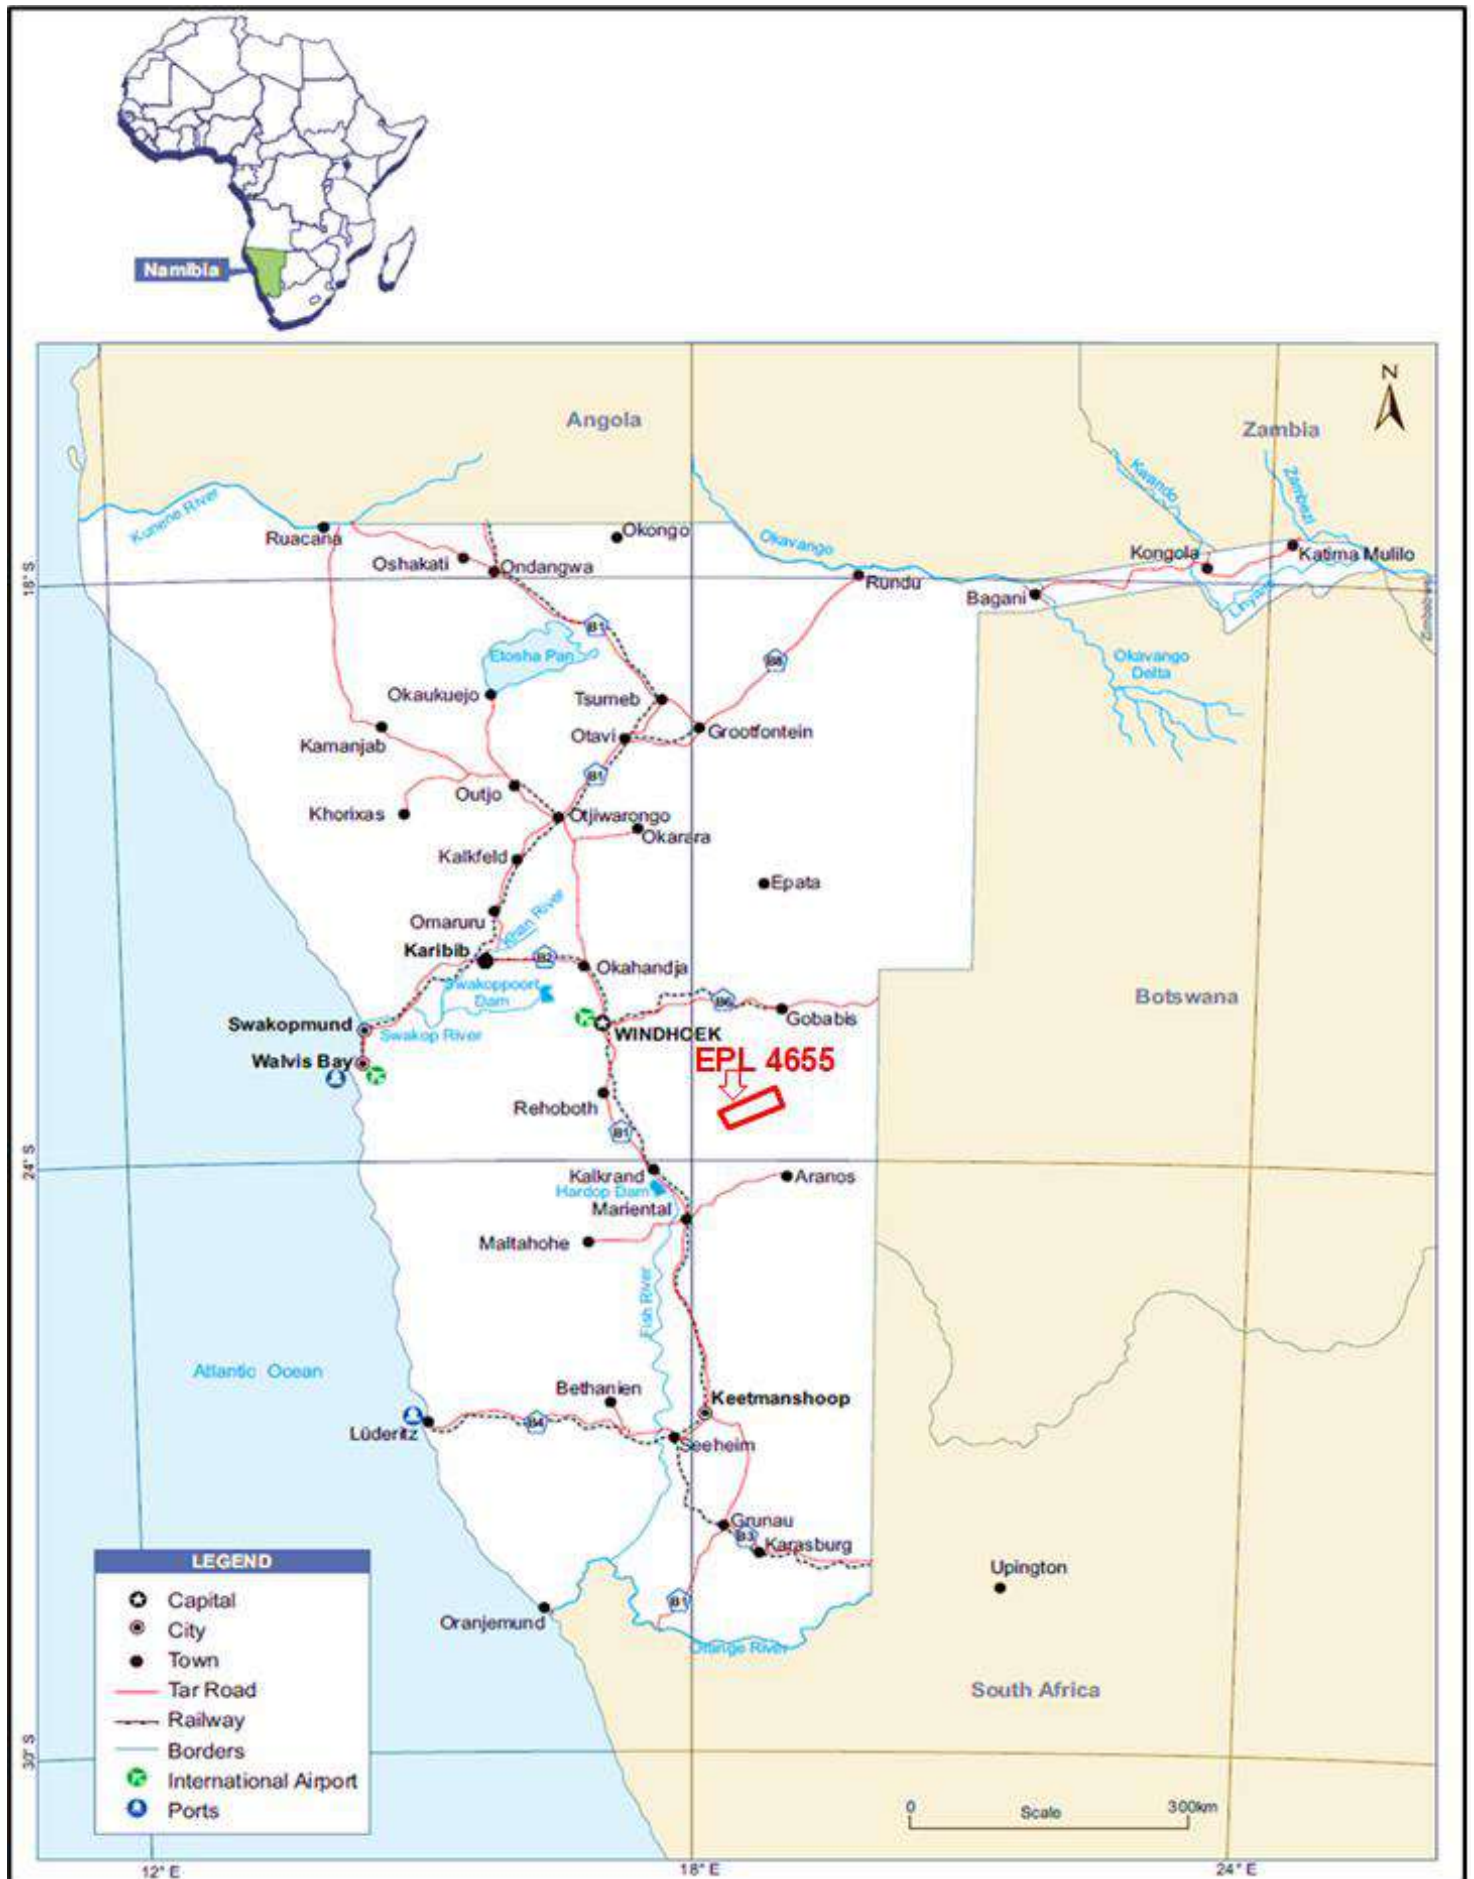 Namibia
N
Angola
Zambia
Kunene River
Kwando
Zambezi
Ruacana
Okongo
Okavango
Oshakati
Ondangwa
Kongola
Katima Mulilo
18° S
Rundu
Bagani
Linyanti
B1
Etosha Pan
B8
Okavango
Delta
Okaukuejo
Tsumeb
Kamanjab
Otavi
Grootfontein
B1
Outjo
Khorixas
Otjiwarongo
Okarara
Kalkfeld
Epata
Omaruru
Khan River
Karibib
B2
Okahandja
Swakoppoort
Dam
B6
Botswana
Gobabis
Swakopmund
Swakop River
WINDHOEK
Walvis Bay
EPL 4655
Rehoboth
B1
24° S
Kalkrand
Aranos
Hardop Dam
Mariental
Maltahohe
Fish River
Atlantic Ocean
Bethanien
Keetmanshoop
Lüderitz
B4
Seeheim
Grunau
B3
Karasburg
Upington
B1
Oranjemund
Orange River
South Africa
LEGEND
Capital
City
Town
Tar Road
Railway
Borders
International Airport
Ports
30° S
0
Scale
300km
12° E
18° E
24° E